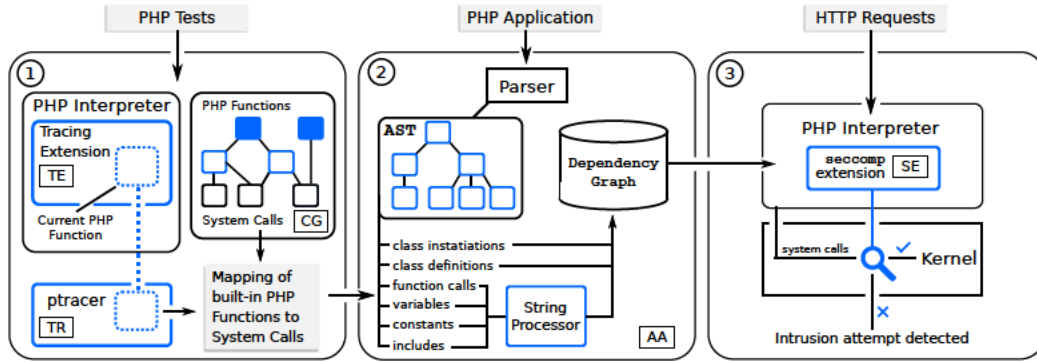 PHP Tests
PHP Application
HTTP Requests
1
PHP Interpreter
Tracing
Extension
TE
Current PHP
Function
PHP Functions
System Calls
CG
ptracer
TR
Mapping of
built-in PHP
Functions to
System Calls
2
Parser
AST
Dependency
Graph
class instatiations
class definitions
function calls
variables
constants
includes
String
Processor
AA
3
PHP Interpreter
seccomp
extension
SE
system calls
Kernel
Intrusion attempt detected